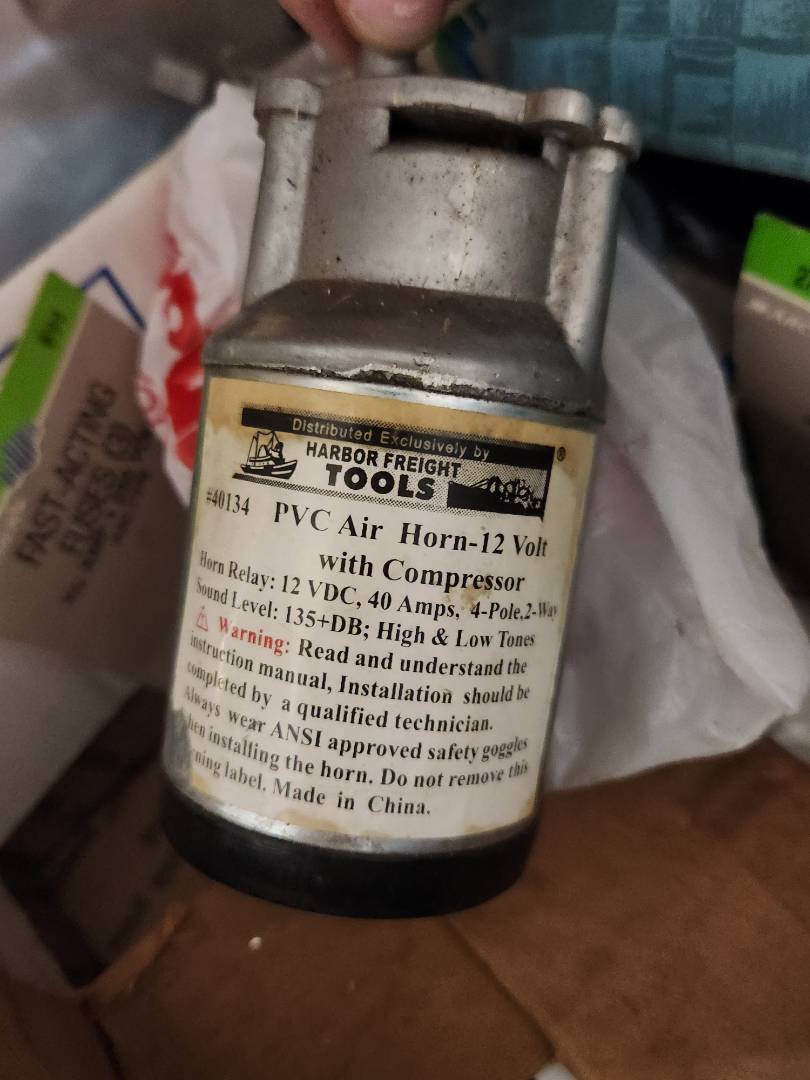 Distributed Exclusively by
HARBOR FREIGHT
TOOLS
®
#40134 PVC Air Horn-12 Volt
with Compressor
Horn Relay: 12 VDC, 40 Amps, 4-Pole,2-Way
Sound Level: 135+DB; High & Low Tones
Warning: Read and understand the
instruction manual, Installation should be
completed by a qualified technician.
Always wear ANSI approved safety goggles
hen installing the horn. Do not remove this
ning label. Made in China.
FAST-ACTING
FUSES